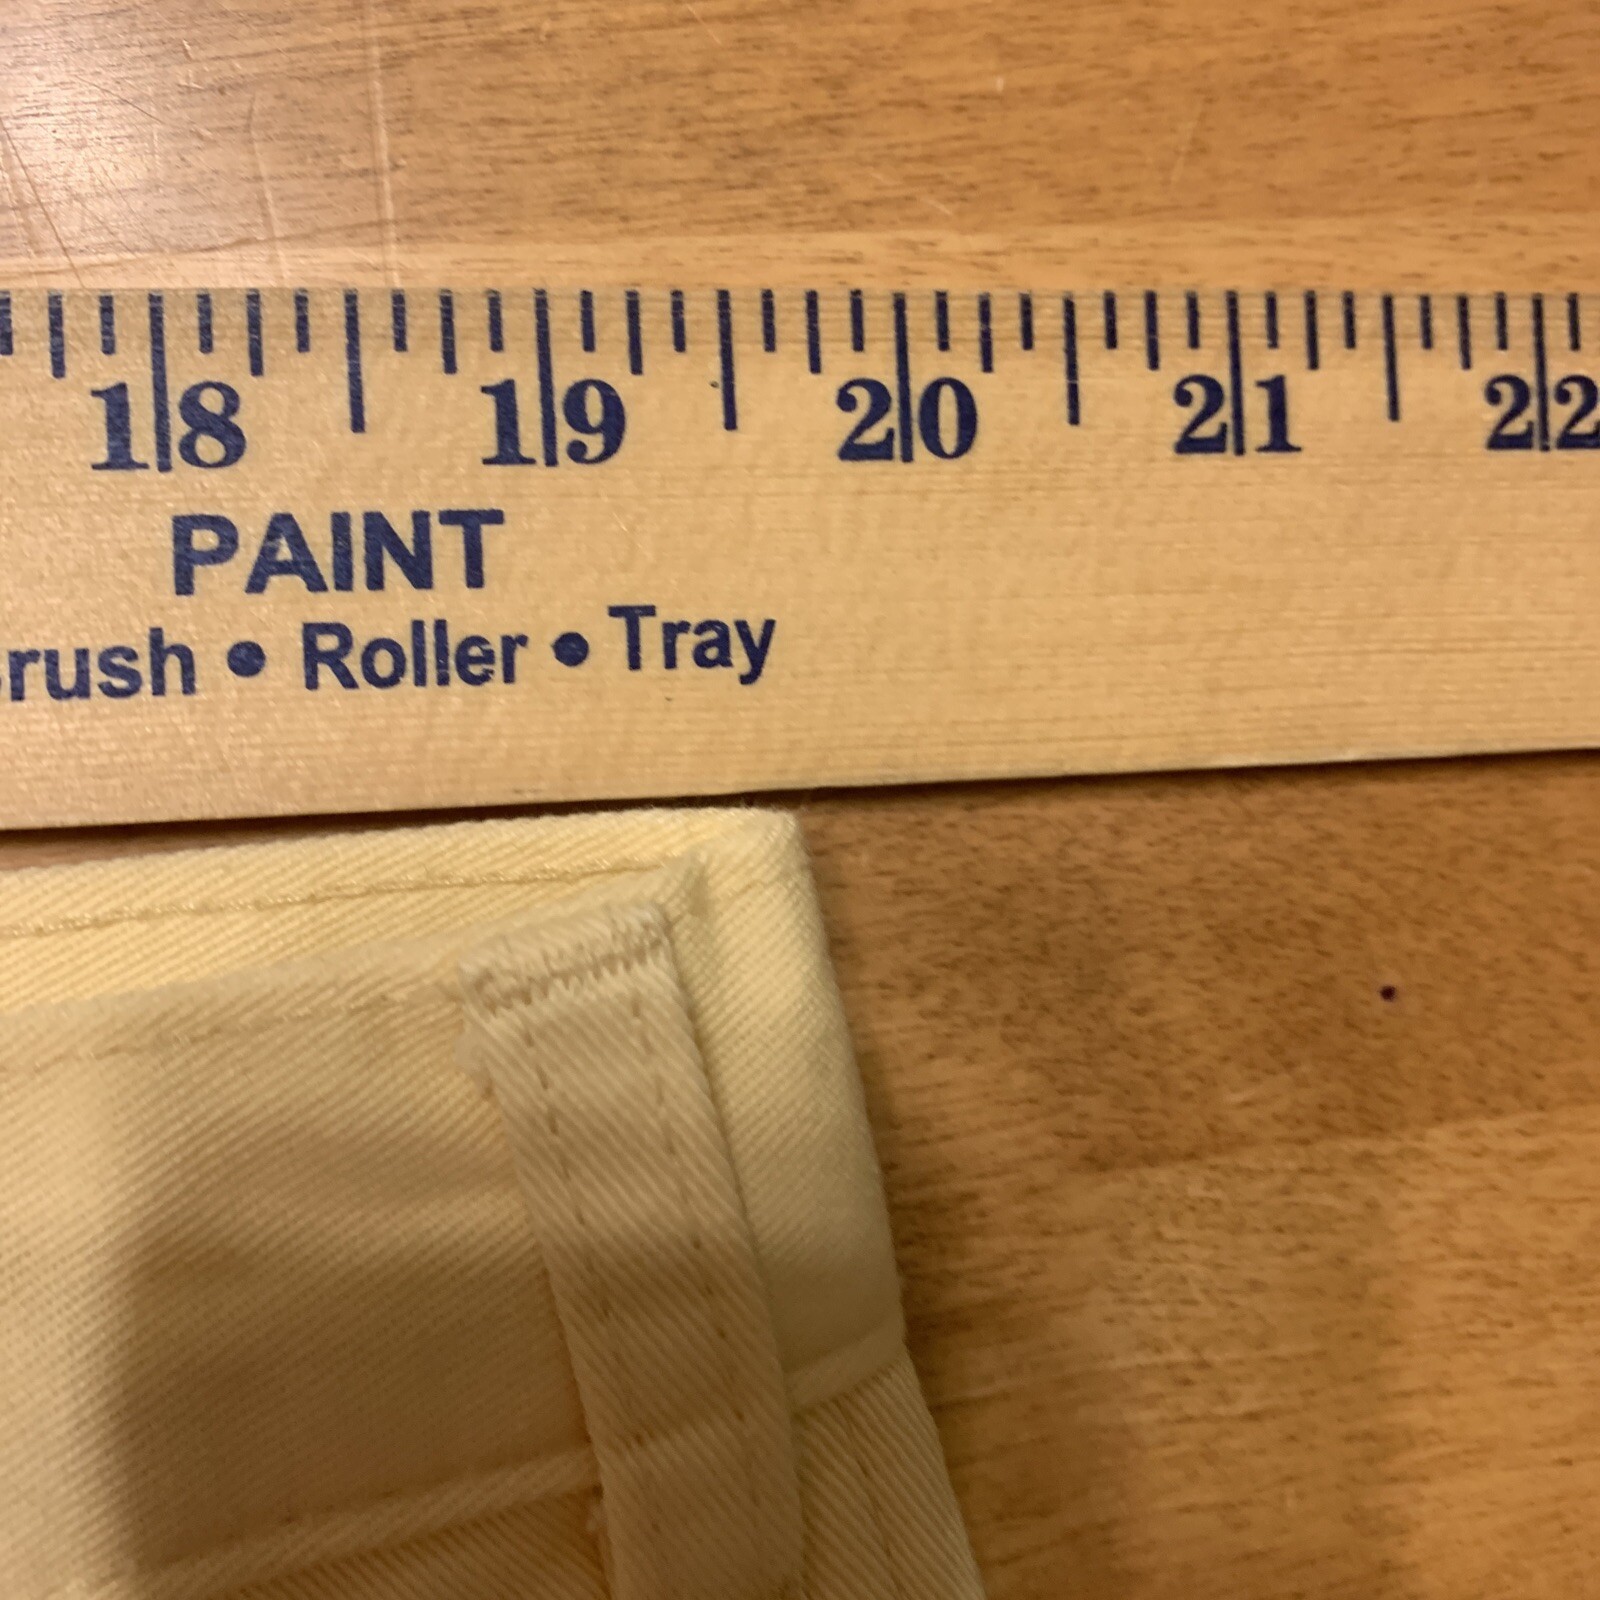 18 19 20 21 22
PAINT
rush • Roller • Tray